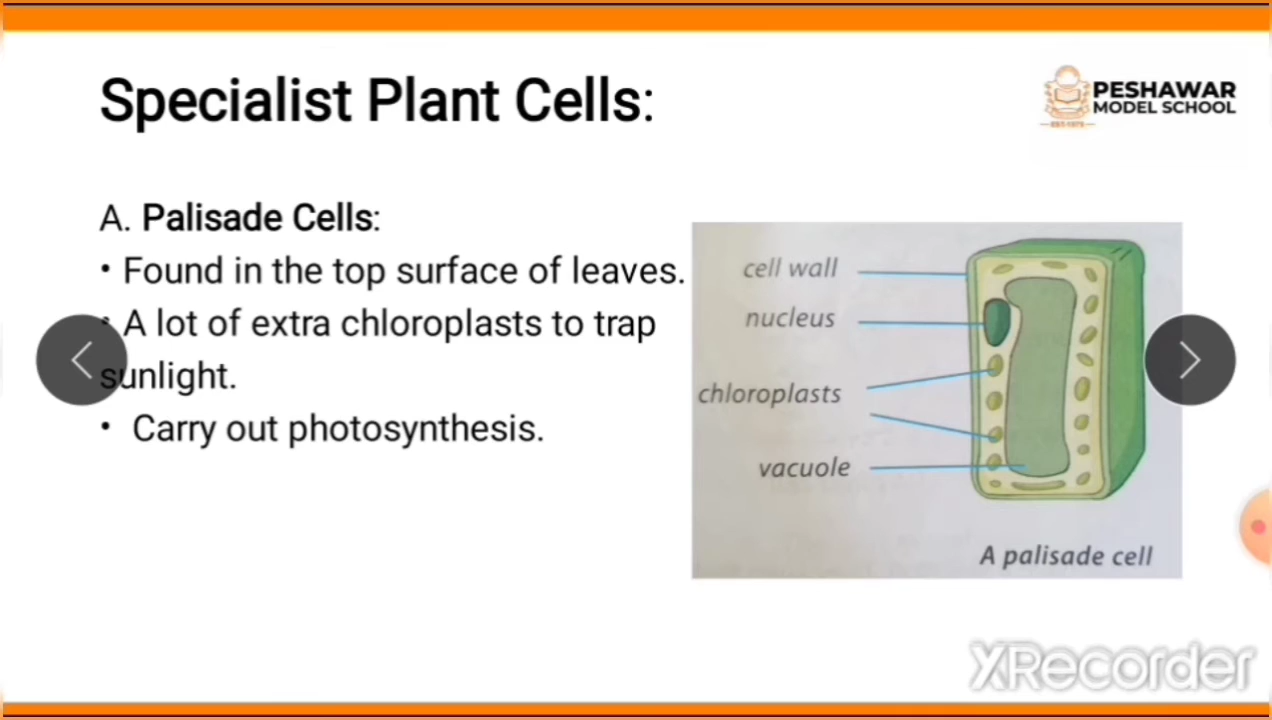 Specialist Plant Cells:
PESHAWAR
MODEL SCHOOL
A. Palisade Cells:
• Found in the top surface of leaves.
• A lot of extra chloroplasts to trap
sunlight.
• Carry out photosynthesis.
cell wall
nucleus
chloroplasts
vacuole
A palisade cell
XRecorder